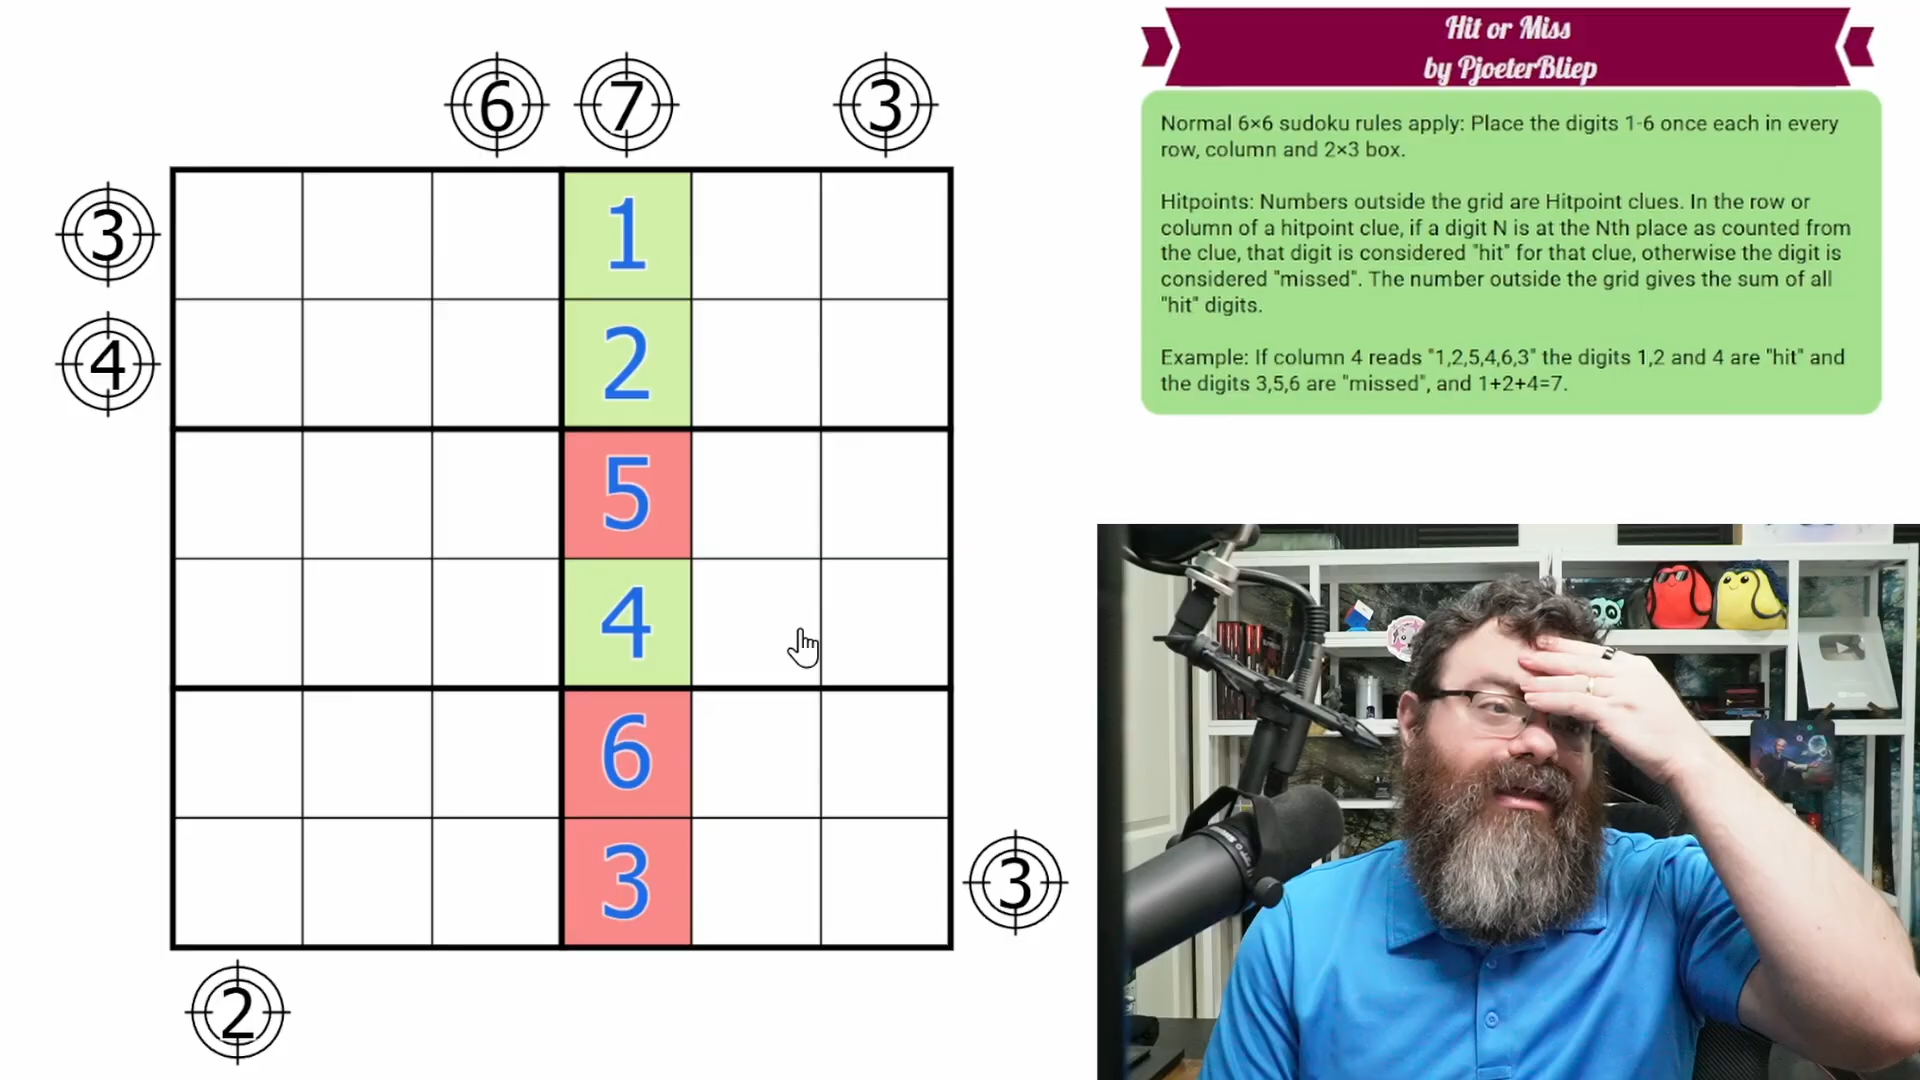 Hit or Miss
by PjoeterBliep
Normal 6×6 sudoku rules apply: Place the digits 1-6 once each in every
row, column and 2×3 box.
Hitpoints: Numbers outside the grid are Hitpoint clues. In the row or
column of a hitpoint clue, if a digit N is at the Nth place as counted from
the clue, that digit is considered "hit" for that clue, otherwise the digit is
considered "missed". The number outside the grid gives the sum of all
"hit" digits.
Example: If column 4 reads "1,2,5,4,6,3" the digits 1,2 and 4 are "hit" and
the digits 3,5,6 are "missed", and 1+2+4=7.
6 7 3
3 1
4 2
5
4
6
3 3
2